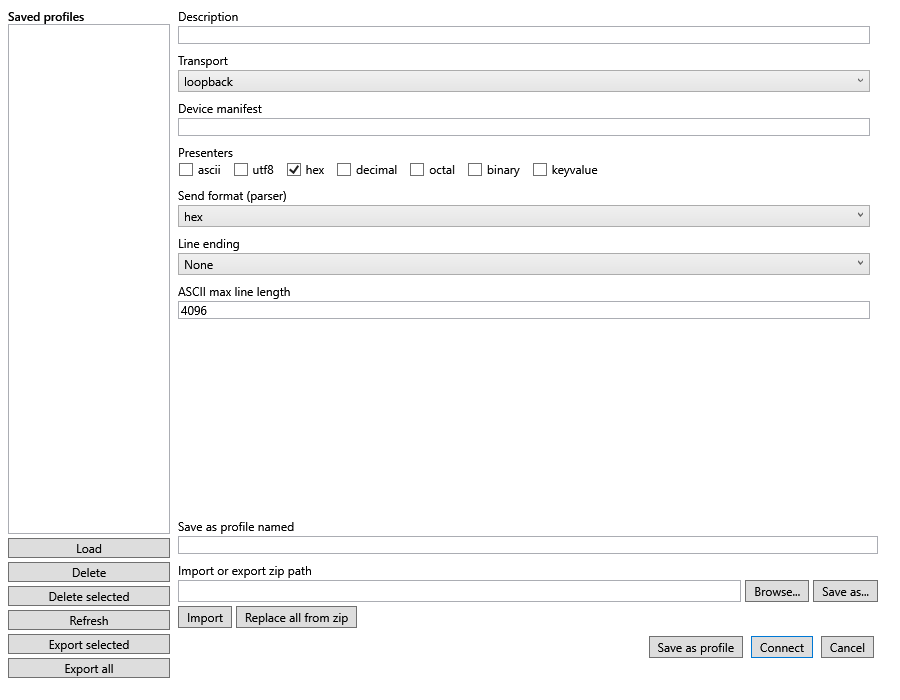 Saved profiles
Description
Transport
loopback
Device manifest
Presenters
ascii utf8 hex decimal octal binary keyvalue
Send format (parser)
hex
Line ending
None
ASCII max line length
4096
Save as profile named
Import or export zip path
Browse... Save as...
Import Replace all from zip
Load
Delete
Delete selected
Refresh
Export selected
Export all
Save as profile Connect Cancel